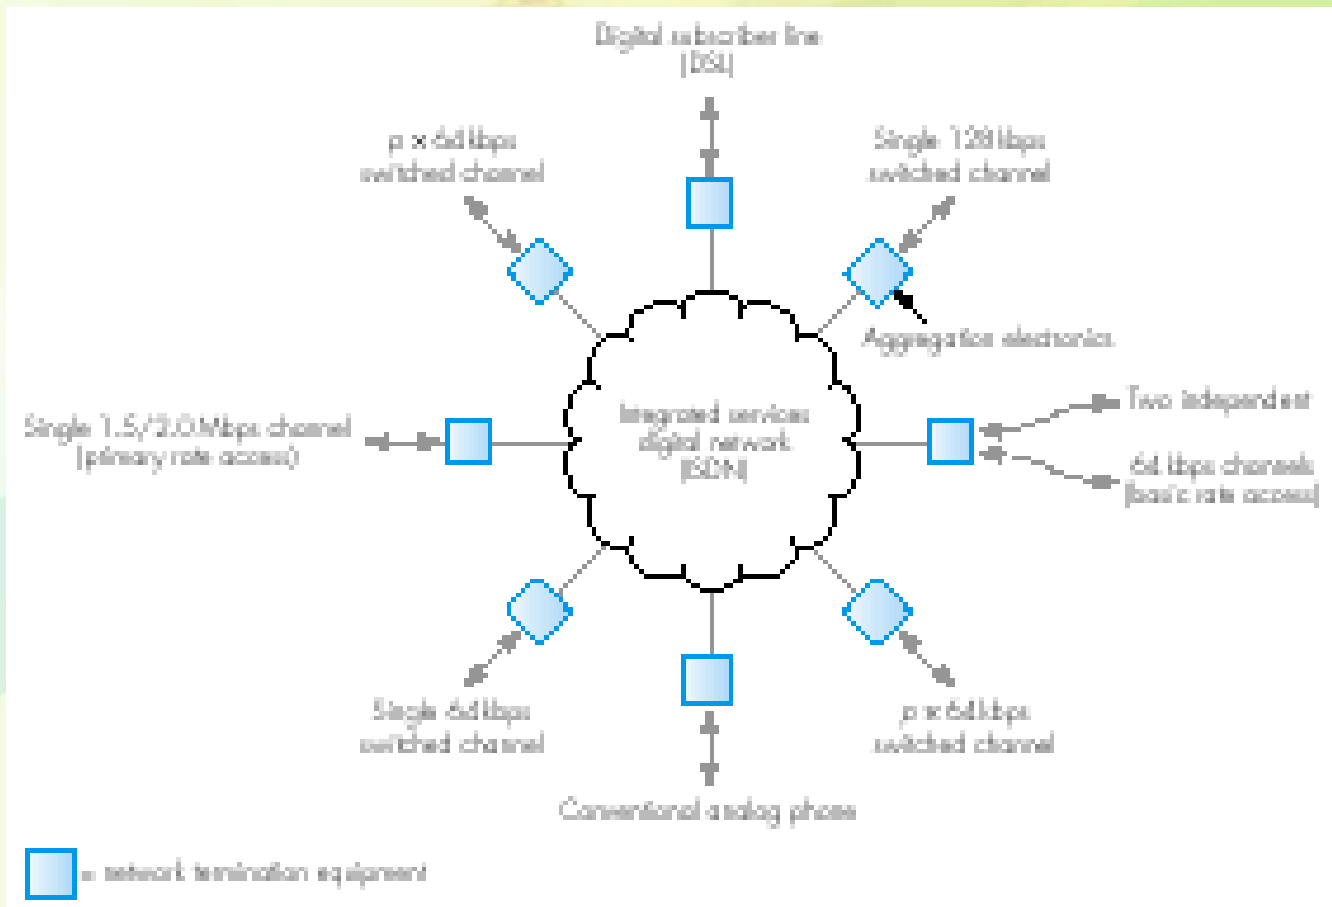 Digital subscriber line
(DSL)
p × 64 kbps
switched channel
Single 128 kbps
switched channel
Aggregation electronics
Single 1.5/2.0 Mbps channel
(primary rate access)
Integrated services
digital network
(ISDN)
Two independent
64 kbps channels
(basic rate access)
Single 64 kbps
switched channel
p × 64 kbps
switched channel
Conventional analog phone
= network termination equipment